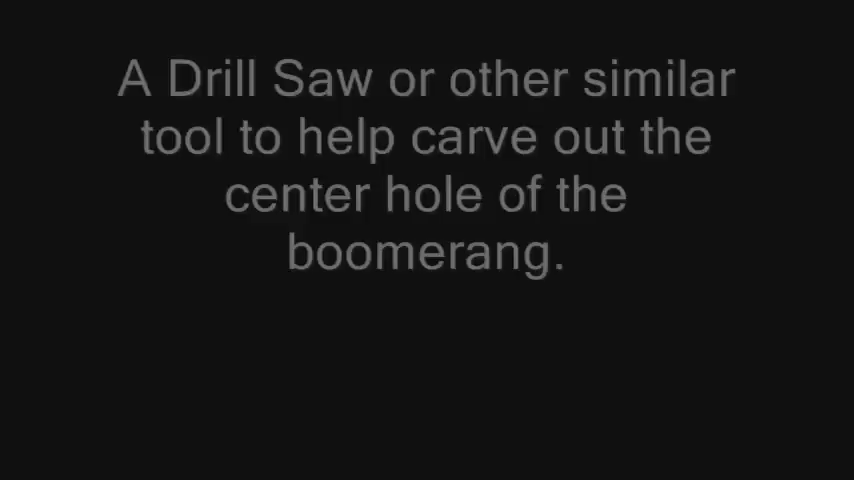 A Drill Saw or other similar
tool to help carve out the
center hole of the
boomerang.